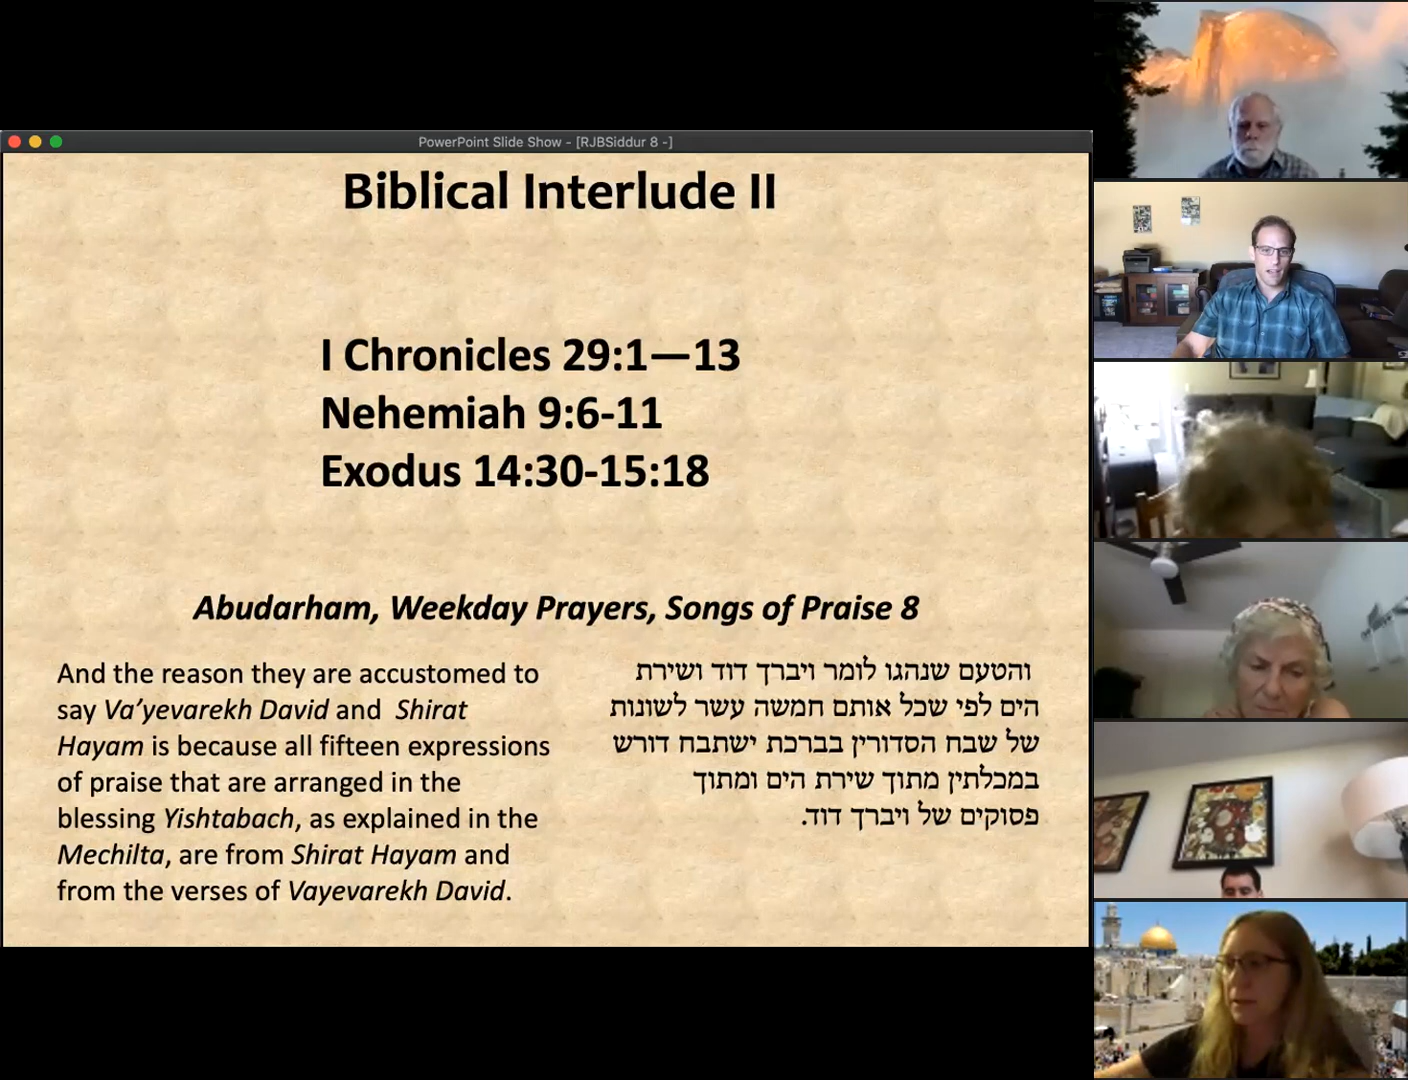 PowerPoint Slide Show - [RJBSiddur 8 -]
Biblical Interlude II
I Chronicles 29:1—13
Nehemiah 9:6-11
Exodus 14:30-15:18
Abudarham, Weekday Prayers, Songs of Praise 8
And the reason they are accustomed to
say Va’yevarekh David and  Shirat
Hayam is because all fifteen expressions
of praise that are arranged in the
blessing Yishtabach, as explained in the
Mechilta, are from Shirat Hayam and
from the verses of Vayevarekh David.
והטעם שנהגו לומר ויברך דוד ושירת
הים לפי שכל אותם חמשה עשר לשונות
של שבח הסדורין בברכת ישתבח דורש
במכלתין מתוך שירת הים ומתוך
פסוקים של ויברך דוד.